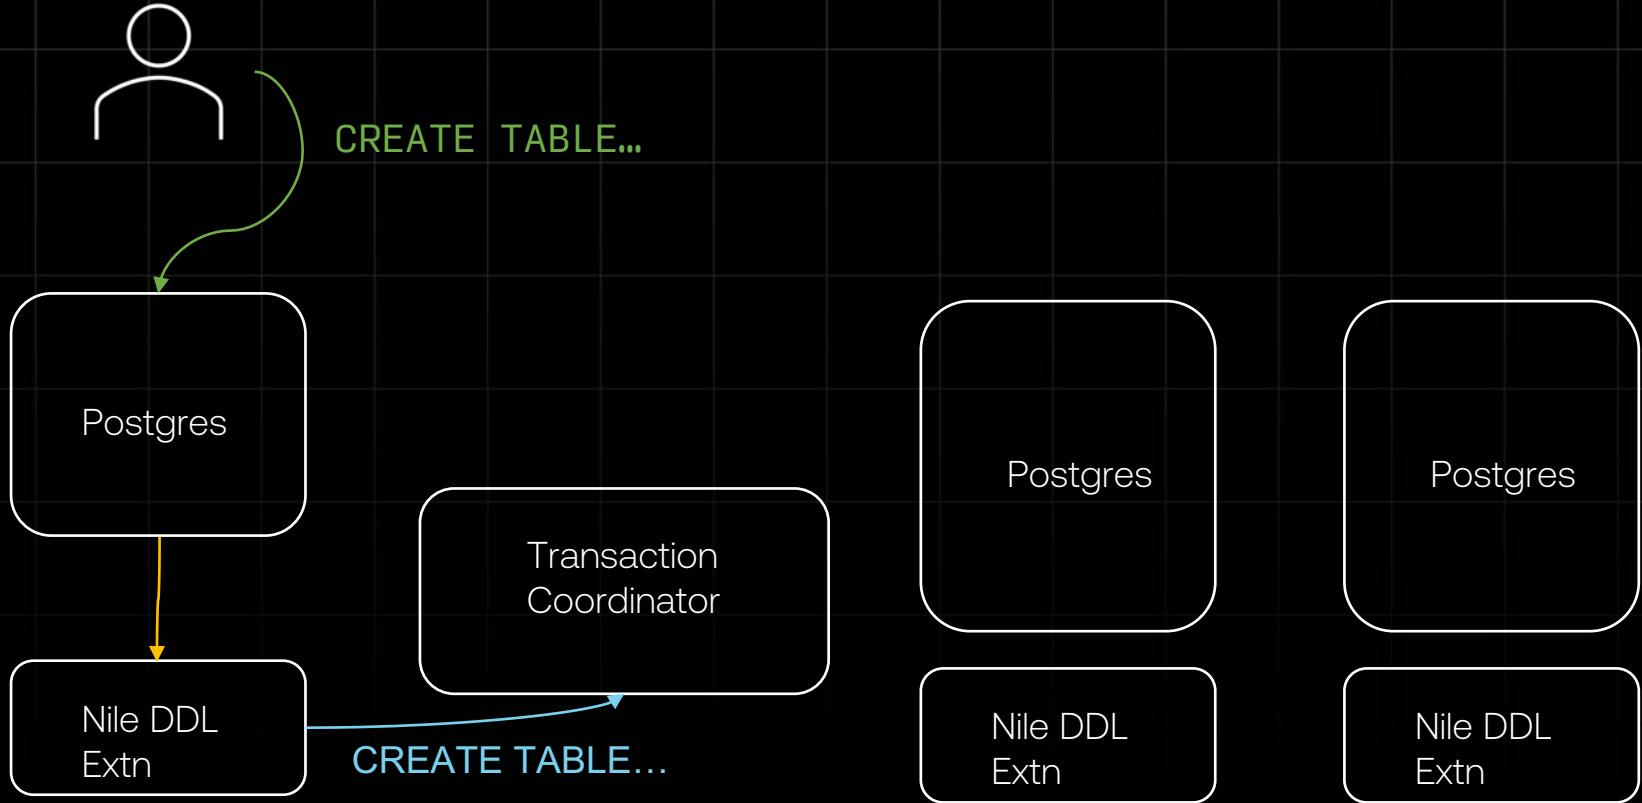 CREATE TABLE...
Postgres
Postgres
Postgres
Transaction
Coordinator
Nile DDL
Extn
CREATE TABLE...
Nile DDL
Extn
Nile DDL
Extn